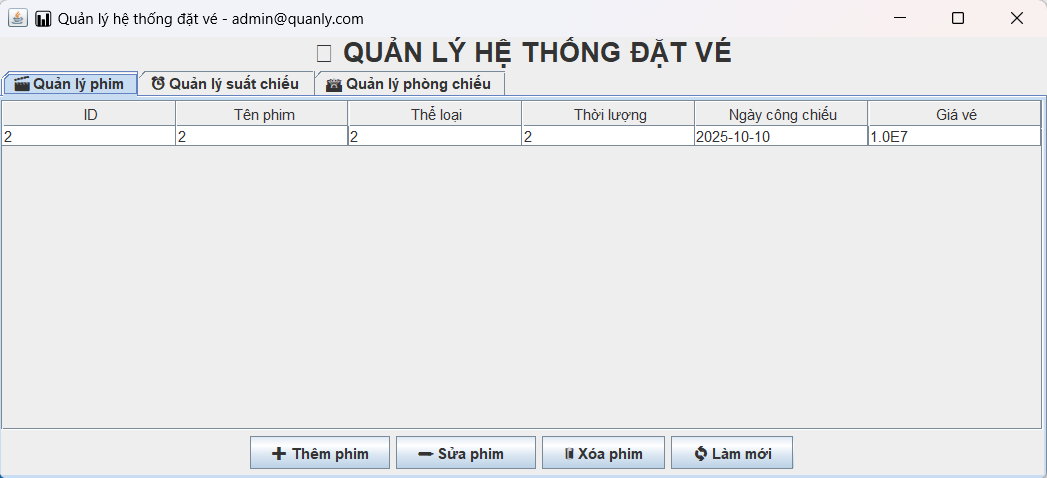 Quản lý hệ thống đặt vé - admin@quanly.com
QUẢN LÝ HỆ THỐNG ĐẶT VÉ
Quản lý phim Quản lý suất chiếu Quản lý phòng chiếu
ID Tên phim Thể loại Thời lượng Ngày công chiếu Giá vé
2 2 2 2 2025-10-10 1.0E7
Thêm phim Sửa phim Xóa phim Làm mới